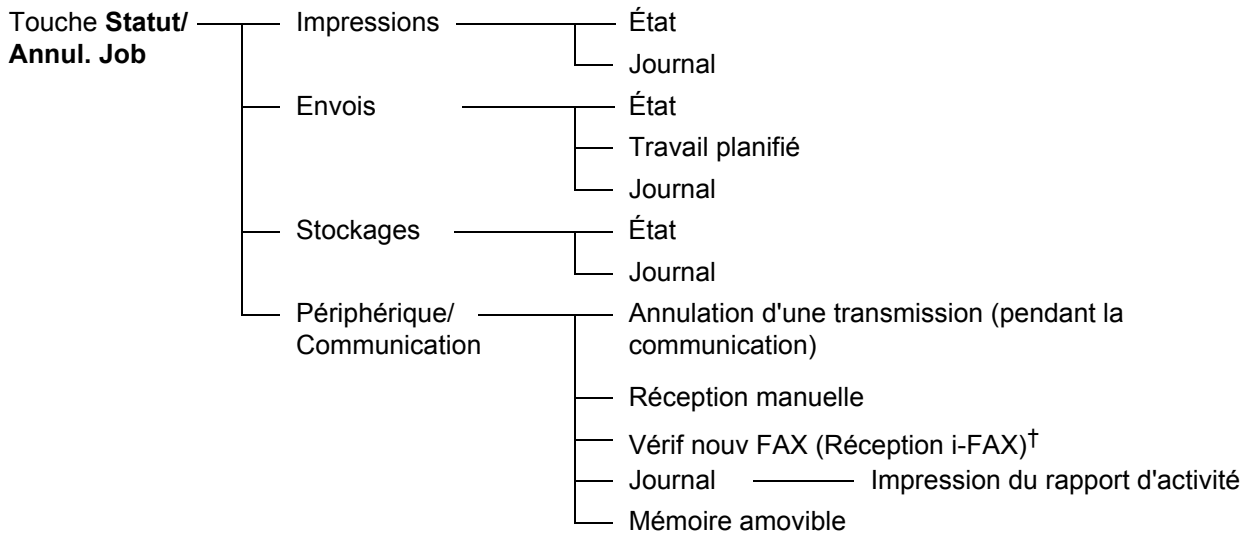 Touche Statut/
Annul. Job
Impressions
État
Journal
Envois
État
Travail planifié
Journal
Stockages
État
Journal
Périphérique/
Communication
Annulation d'une transmission (pendant la
communication)
Réception manuelle
Vérif nouv FAX (Réception i-FAX)†
Journal
Impression du rapport d'activité
Mémoire amovible